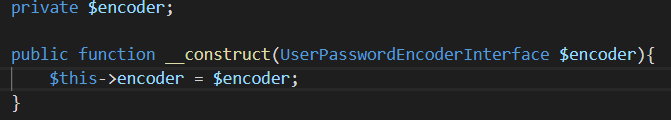 private $encoder;
public function __construct(UserPasswordEncoderInterface $encoder){
$this->encoder = $encoder;
}